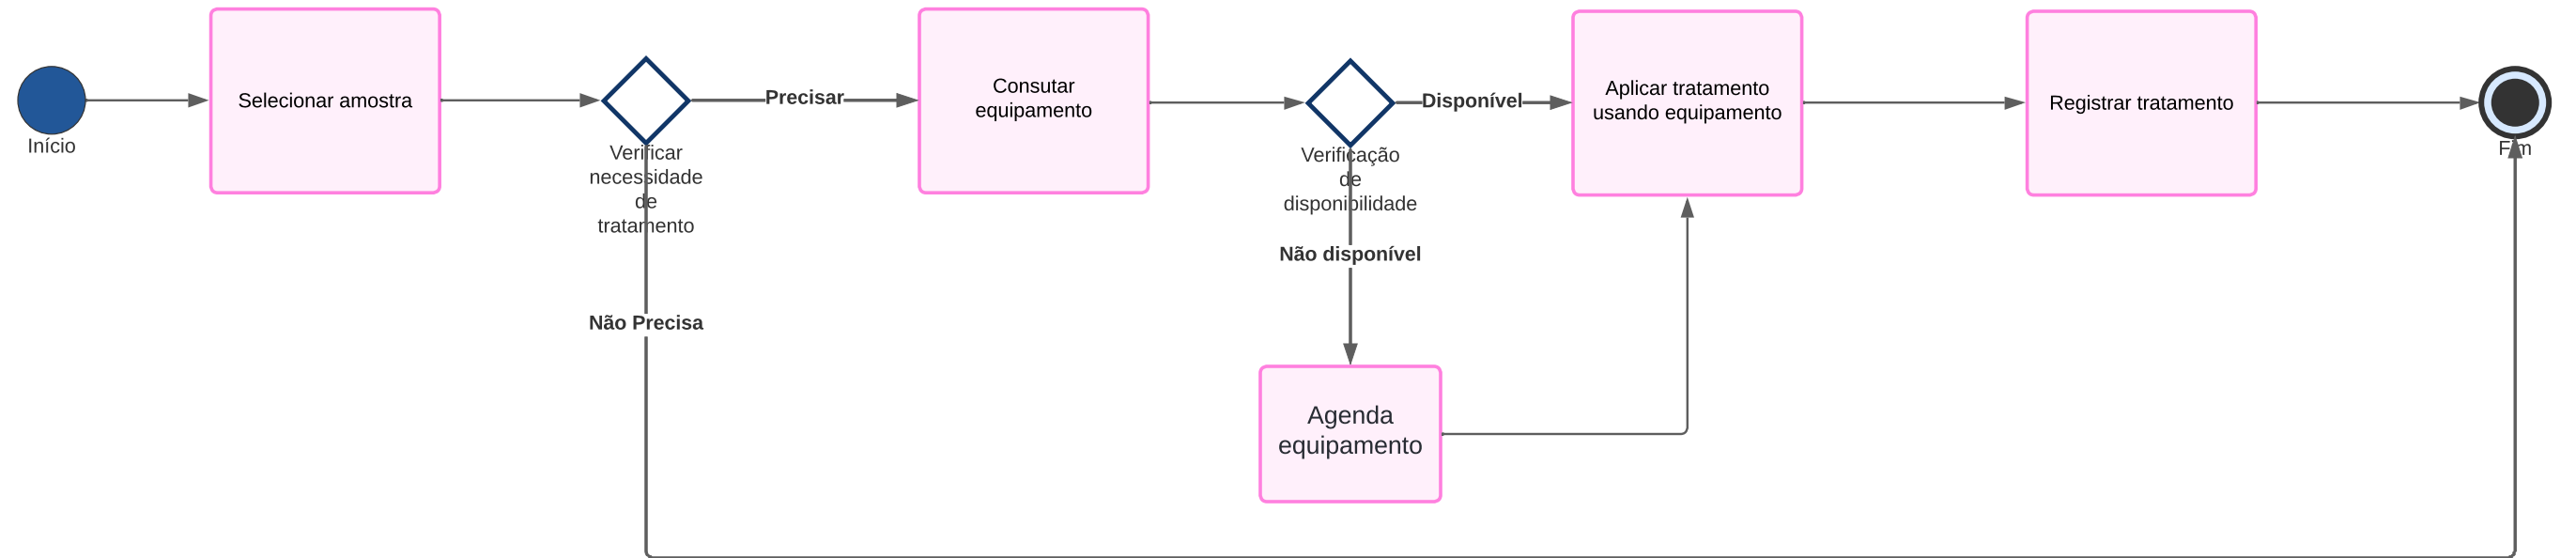 Início
Selecionar amostra
Verificar
necessidade
de
tratamento
Precisar
Não Precisa
Consutar
equipamento
Verificação
de
disponibilidade
Disponível
Não disponível
Agenda
equipamento
Aplicar tratamento
usando equipamento
Registrar tratamento
Fim